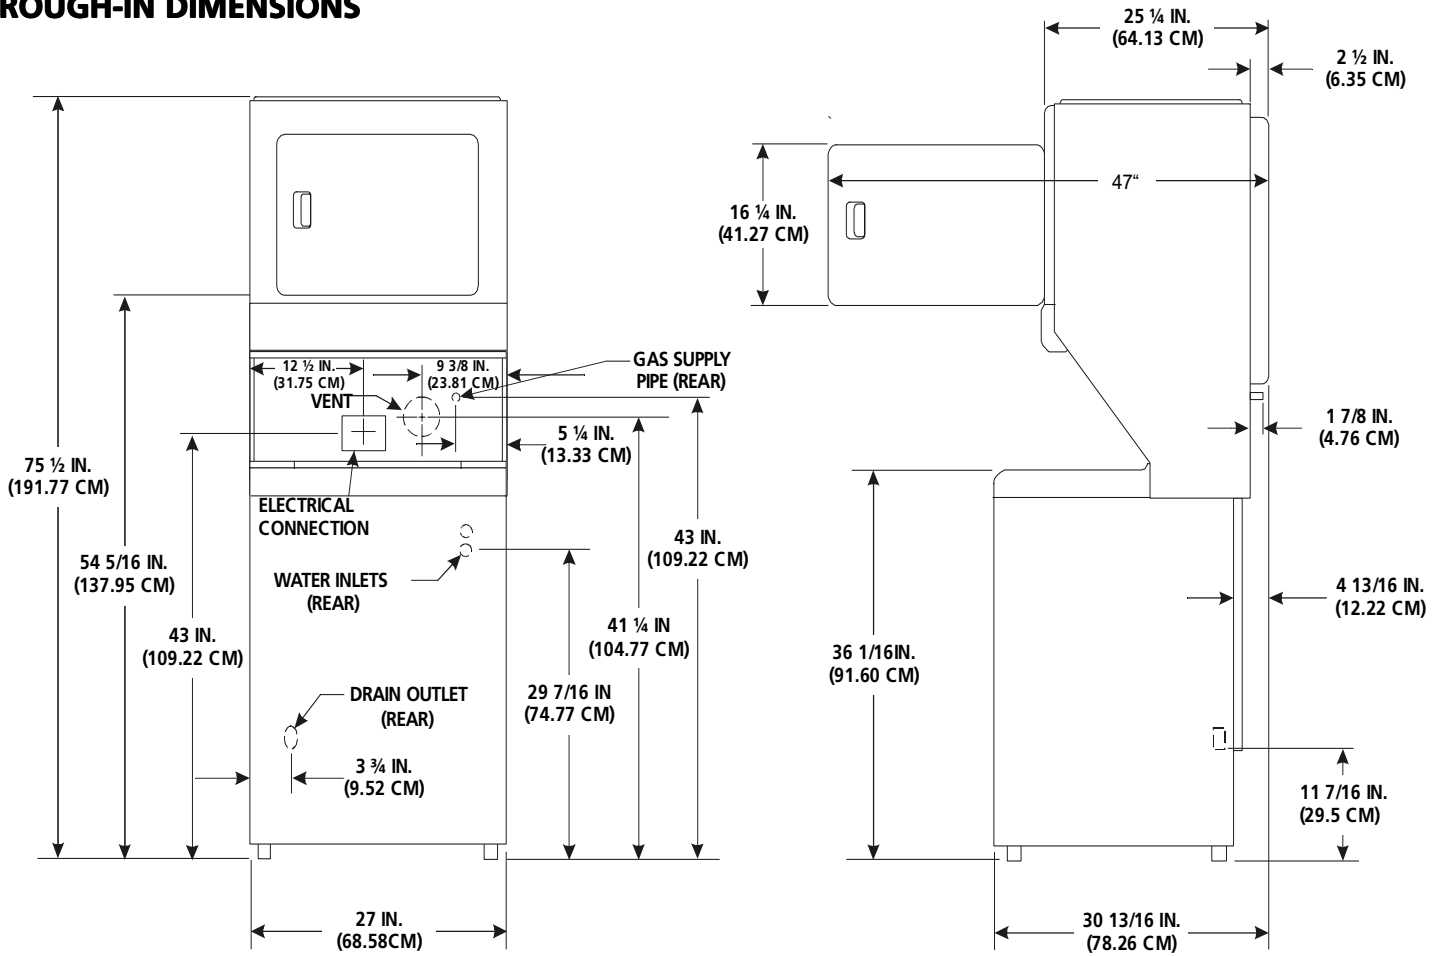 ROUGH-IN DIMENSIONS
25 ¼ IN.
(64.13 CM)
2 ½ IN.
(6.35 CM)
47“
16 ¼ IN.
(41.27 CM)
12 ½ IN.
(31.75 CM)
9 3/8 IN.
(23.81 CM)
VENT
GAS SUPPLY
PIPE (REAR)
5 ¼ IN.
(13.33 CM)
1 7/8 IN.
(4.76 CM)
75 ½ IN.
(191.77 CM)
ELECTRICAL
CONNECTION
54 5/16 IN.
(137.95 CM)
WATER INLETS
(REAR)
43 IN.
(109.22 CM)
4 13/16 IN.
(12.22 CM)
43 IN.
(109.22 CM)
41 ¼ IN
(104.77 CM)
36 1/16IN.
(91.60 CM)
DRAIN OUTLET
(REAR)
29 7/16 IN
(74.77 CM)
3 ¾ IN.
(9.52 CM)
11 7/16 IN.
(29.5 CM)
27 IN.
(68.58CM)
30 13/16 IN.
(78.26 CM)